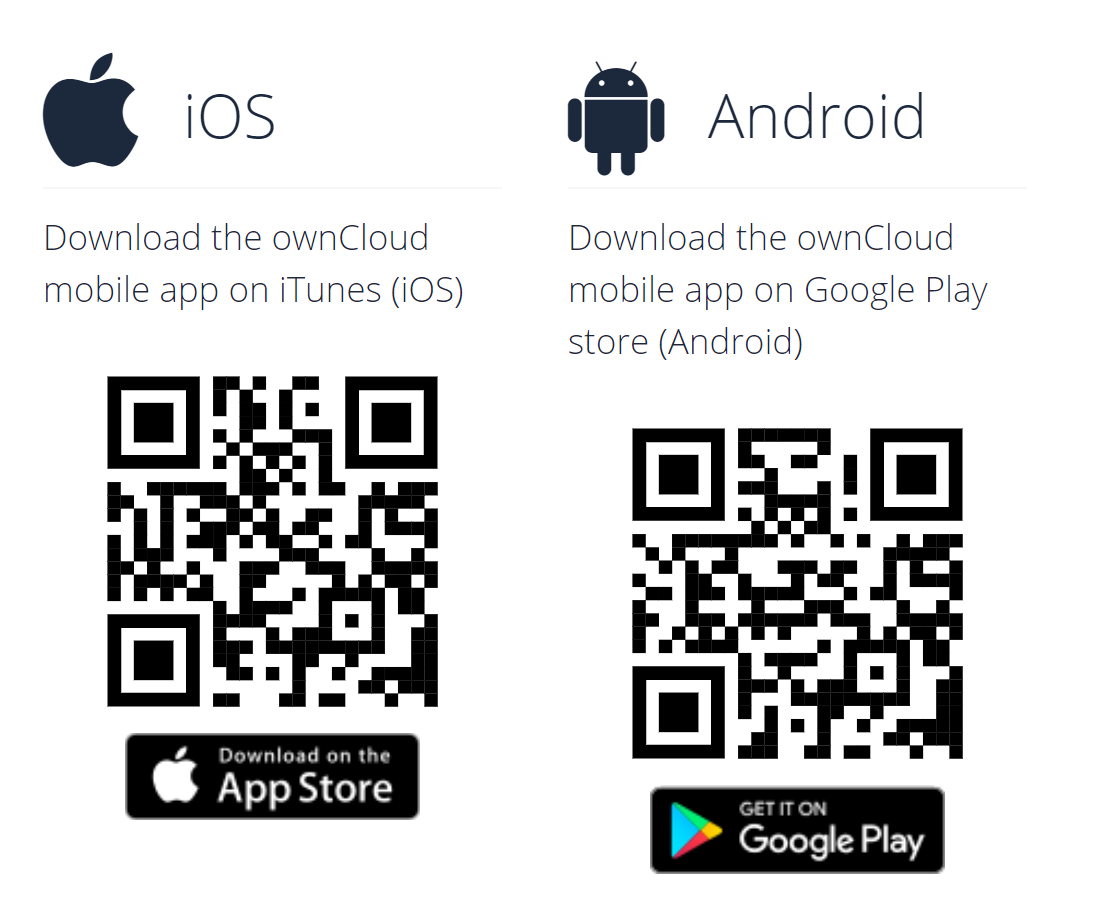 iOS
Download the ownCloud
mobile app on iTunes (iOS)
Download on the
App Store
Android
Download the ownCloud
mobile app on Google Play
store (Android)
GET IT ON
Google Play